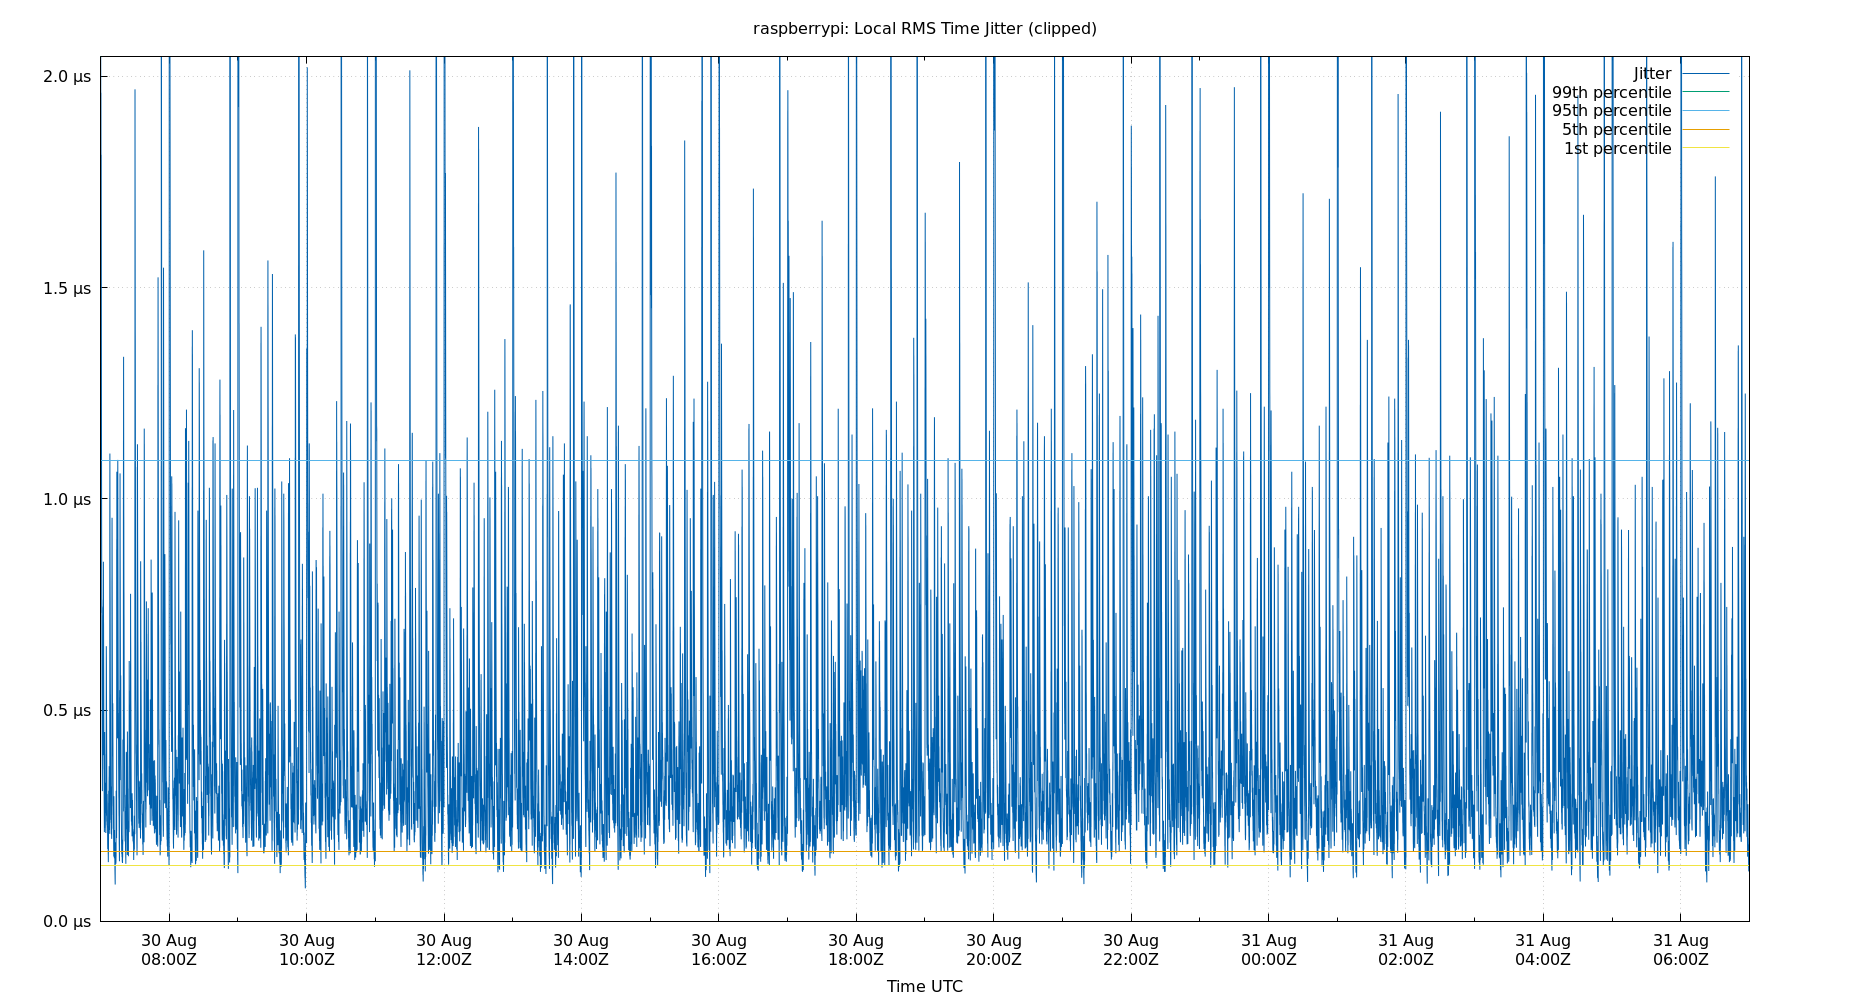 raspberrypi: Local RMS Time Jitter (clipped)
2.0 μs
1.5 μs
1.0 μs
0.5 μs
0.0 μs
Jitter
99th percentile
95th percentile
5th percentile
1st percentile
30 Aug 30 Aug 30 Aug 30 Aug 30 Aug 30 Aug 30 Aug 30 Aug 31 Aug 31 Aug 31 Aug 31 Aug
08:00Z 10:00Z 12:00Z 14:00Z 16:00Z 18:00Z 20:00Z 22:00Z 00:00Z 02:00Z 04:00Z 06:00Z
Time UTC